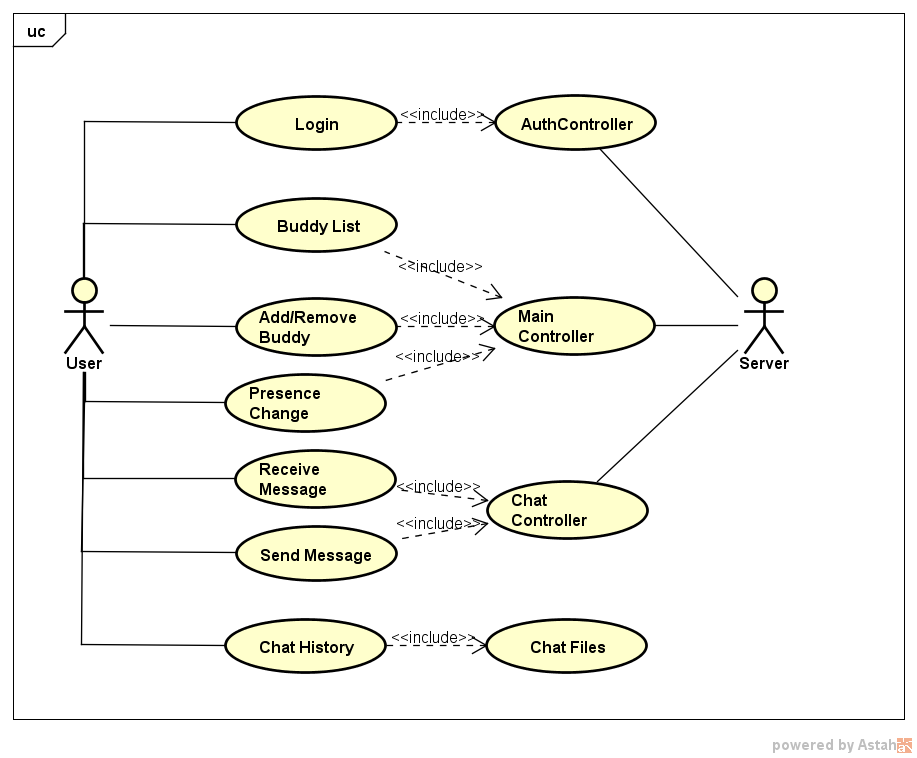 uc
Login
<<include>>
AuthController
Buddy List
<<include>>
Add/Remove
Buddy
<<include>>
Main
Controller
User
Server
<<include>>
Presence
Change
Receive
Message
<<include>>
Chat
Controller
<<include>>
Send Message
Chat History
<<include>>
Chat Files
powered by Astah